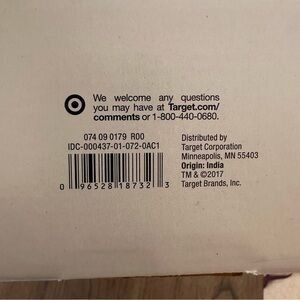 We welcome any questions
you may have at Target.com/
comments or 1-800-440-0680.
074 09 0179 R00
IDC-000437-01-072-0AC1
0 96528 18732 3
Distributed by
Target Corporation
Minneapolis, MN 55403
Origin: India
TM & ©2017
Target Brands, Inc.